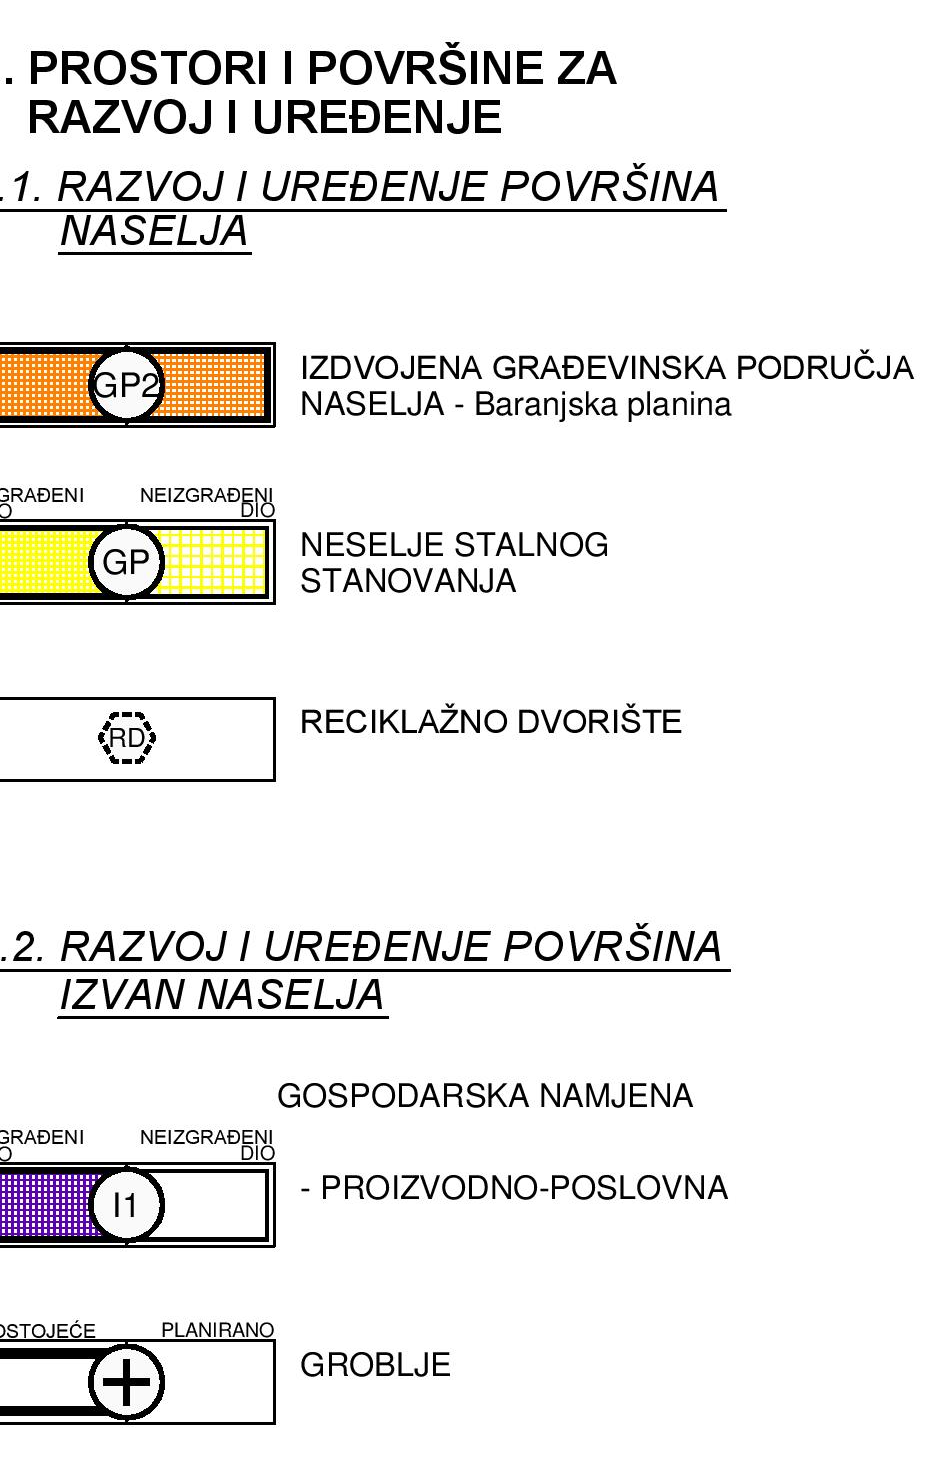 . PROSTORI I POVRŠINE ZA
RAZVOJ I UREĐENJE
.1. RAZVOJ I UREĐENJE POVRŠINA
NASELJA
GP2
IZDVOJENA GRAĐEVINSKA PODRUČJA
NASELJA - Baranjska planina
GRAĐENI NEIZGRAĐENI
O DIO
GP
NESELJE STALNOG
STANOVANJA
RD
RECIKLAŽNO DVORIŠTE
.2. RAZVOJ I UREĐENJE POVRŠINA
IZVAN NASELJA
GOSPODARSKA NAMJENA
GRAĐENI NEIZGRAĐENI
O DIO
I1
- PROIZVODNO-POSLOVNA
OSTOJEĆE PLANIRANO
GROBLJE